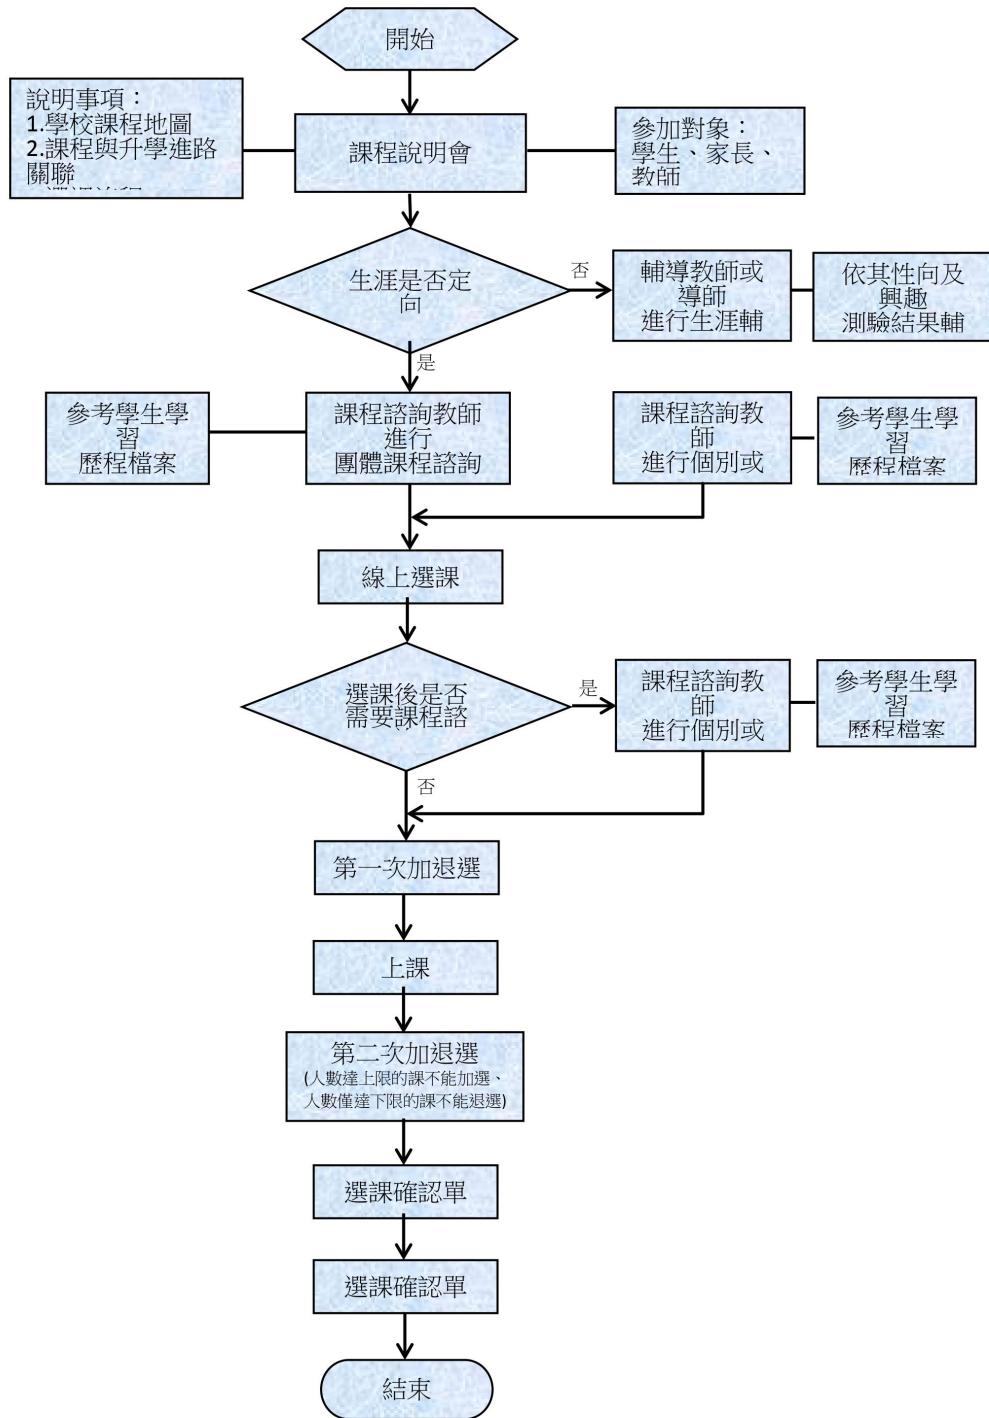 開始
說明事項：
1.學校課程地圖
2.課程與升學進路
關聯
課程說明會
參加對象：
學生、家長、
教師
生涯是否定
向
否
輔導教師或
導師
進行生涯輔
依其性向及
興趣
測驗結果輔
是
參考學生學
習
歷程檔案
課程諮詢教師
進行
團體課程諮詢
課程諮詢教
師
進行個別或
參考學生學
習
歷程檔案
線上選課
選課後是否
需要課程諮
是
課程諮詢教
師
進行個別或
參考學生學
習
歷程檔案
否
第一次加退選
上課
第二次加退選
(人數達上限的課不能加選、
人數僅達下限的課不能退選)
選課確認單
選課確認單
結束